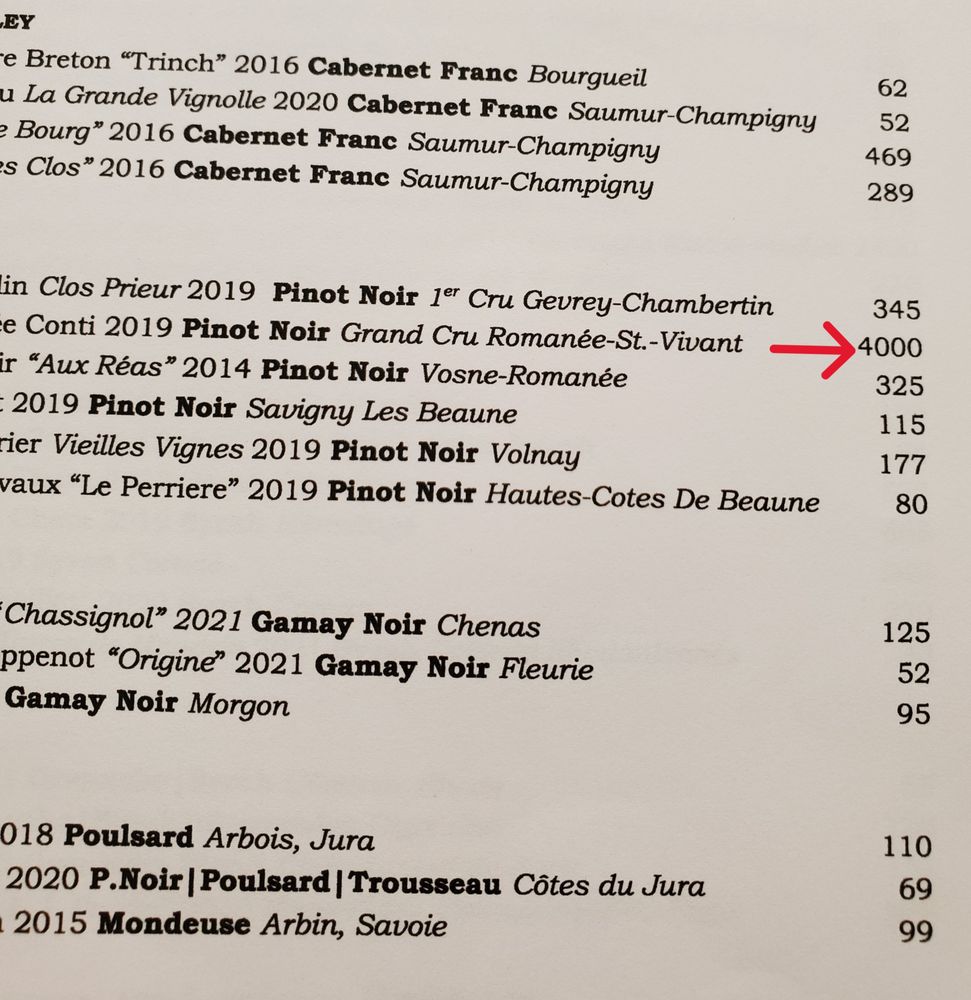 LEY
re Breton “Trinch” 2016 Cabernet Franc Bourgueil 62
u La Grande Vignolle 2020 Cabernet Franc Saumur-Champigny 52
e Bourg” 2016 Cabernet Franc Saumur-Champigny 469
es Clos” 2016 Cabernet Franc Saumur-Champigny 289
lin Clos Prieur 2019 Pinot Noir 1er Cru Gevrey-Chambertin 345
ée Conti 2019 Pinot Noir Grand Cru Romanée-St.-Vivant 4000
ir “Aux Réas” 2014 Pinot Noir Vosne-Romanée 325
t 2019 Pinot Noir Savigny Les Beaune 115
rier Vieilles Vignes 2019 Pinot Noir Volnay 177
vaux “Le Perriere” 2019 Pinot Noir Hautes-Cotes De Beaune 80
“Chassignol” 2021 Gamay Noir Chenas 125
ppenot “Origine” 2021 Gamay Noir Fleurie 52
Gamay Noir Morgon 95
018 Poulsard Arbois, Jura 110
2020 P.Noir|Poulsard|Trousseau Côtes du Jura 69
2015 Mondeuse Arbin, Savoie 99